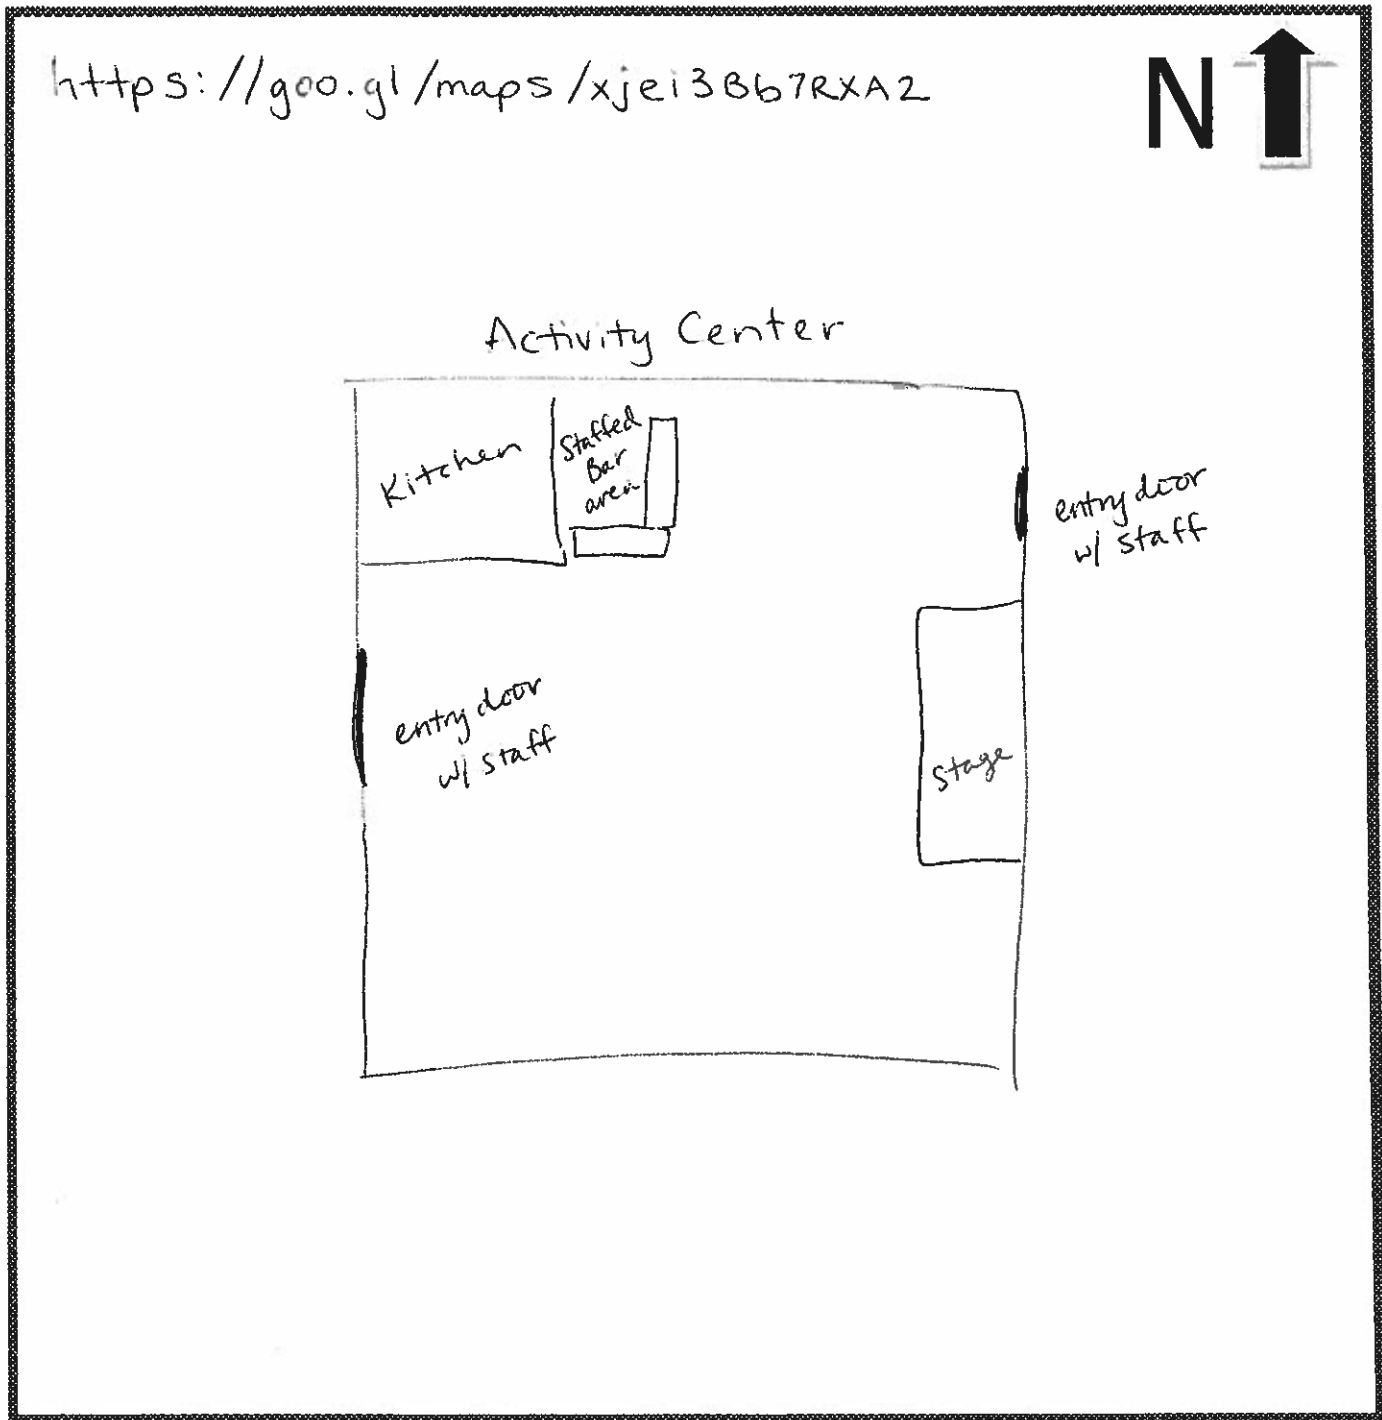 https://goo.gl/maps/xjei3Bb7RXA2
N
Activity Center
Kitchen
Staffed
Bar
area
entry door
w/ staff
entry door
w/ staff
Stage